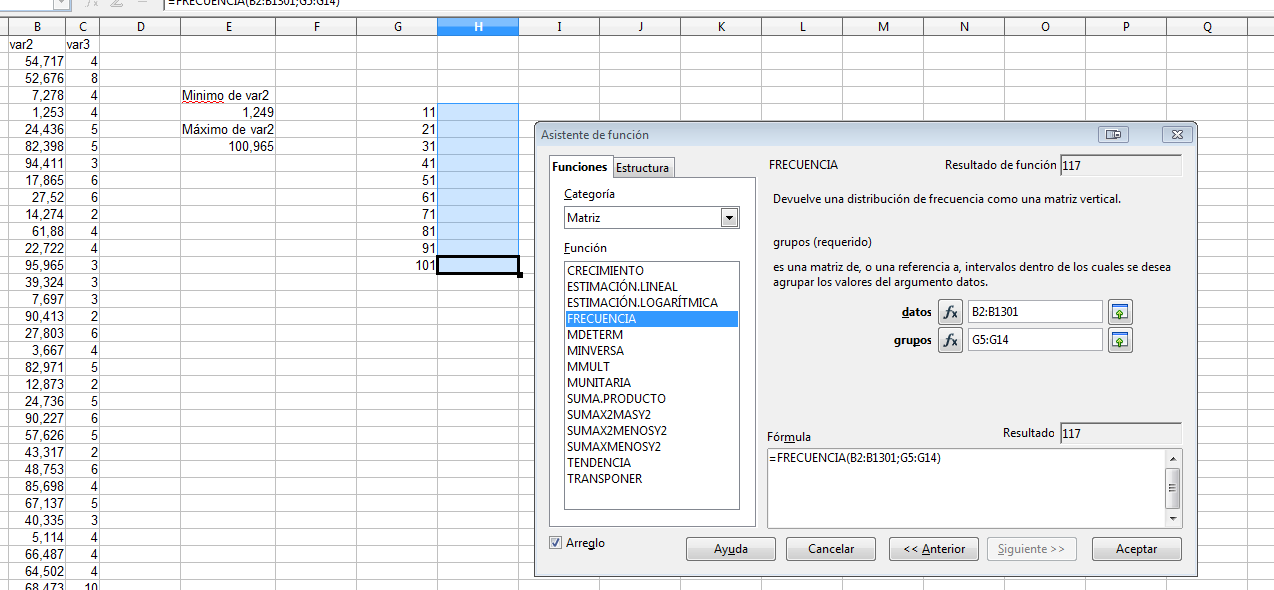 =FRECUENCIA(B2:B1301;G5:G14)
B C D E F G H I J K L M N O P Q
var2 var3
54,717 4
52,676 8
7,278 4 Minimo de var2
1,253 4 1,249 11
24,436 5 Máximo de var2 21
82,398 5 100,965 31
94,411 3 41
17,865 6 51
27,52 6 61
14,274 2 71
61,88 4 81
22,722 4 91
95,965 3 101
39,324 3
7,697 3
90,413 2
27,803 6
3,667 4
82,971 5
12,873 2
24,736 5
90,227 6
57,626 5
43,317 2
48,753 6
85,698 4
67,137 5
40,335 3
5,114 4
66,487 4
64,502 4
68,473 10
Asistente de función
Funciones Estructura
Categoría
Matriz
Función
CRECIMIENTO
ESTIMACIÓN.LINEAL
ESTIMACIÓN.LOGARÍTMICA
FRECUENCIA
MDETERM
MINVERSA
MMULT
MUNITARIA
SUMA.PRODUCTO
SUMAX2MASY2
SUMAX2MENOSY2
SUMAXMENOSY2
TENDENCIA
TRANSPONER
FRECUENCIA Resultado de función 117
Devuelve una distribución de frecuencia como una matriz vertical.
grupos (requerido)
es una matriz de, o una referencia a, intervalos dentro de los cuales se desea
agrupar los valores del argumento datos.
datos fx B2:B1301
grupos fx G5:G14
Fórmula Resultado 117
=FRECUENCIA(B2:B1301;G5:G14)
Arreglo Ayuda Cancelar << Anterior Siguiente >> Aceptar